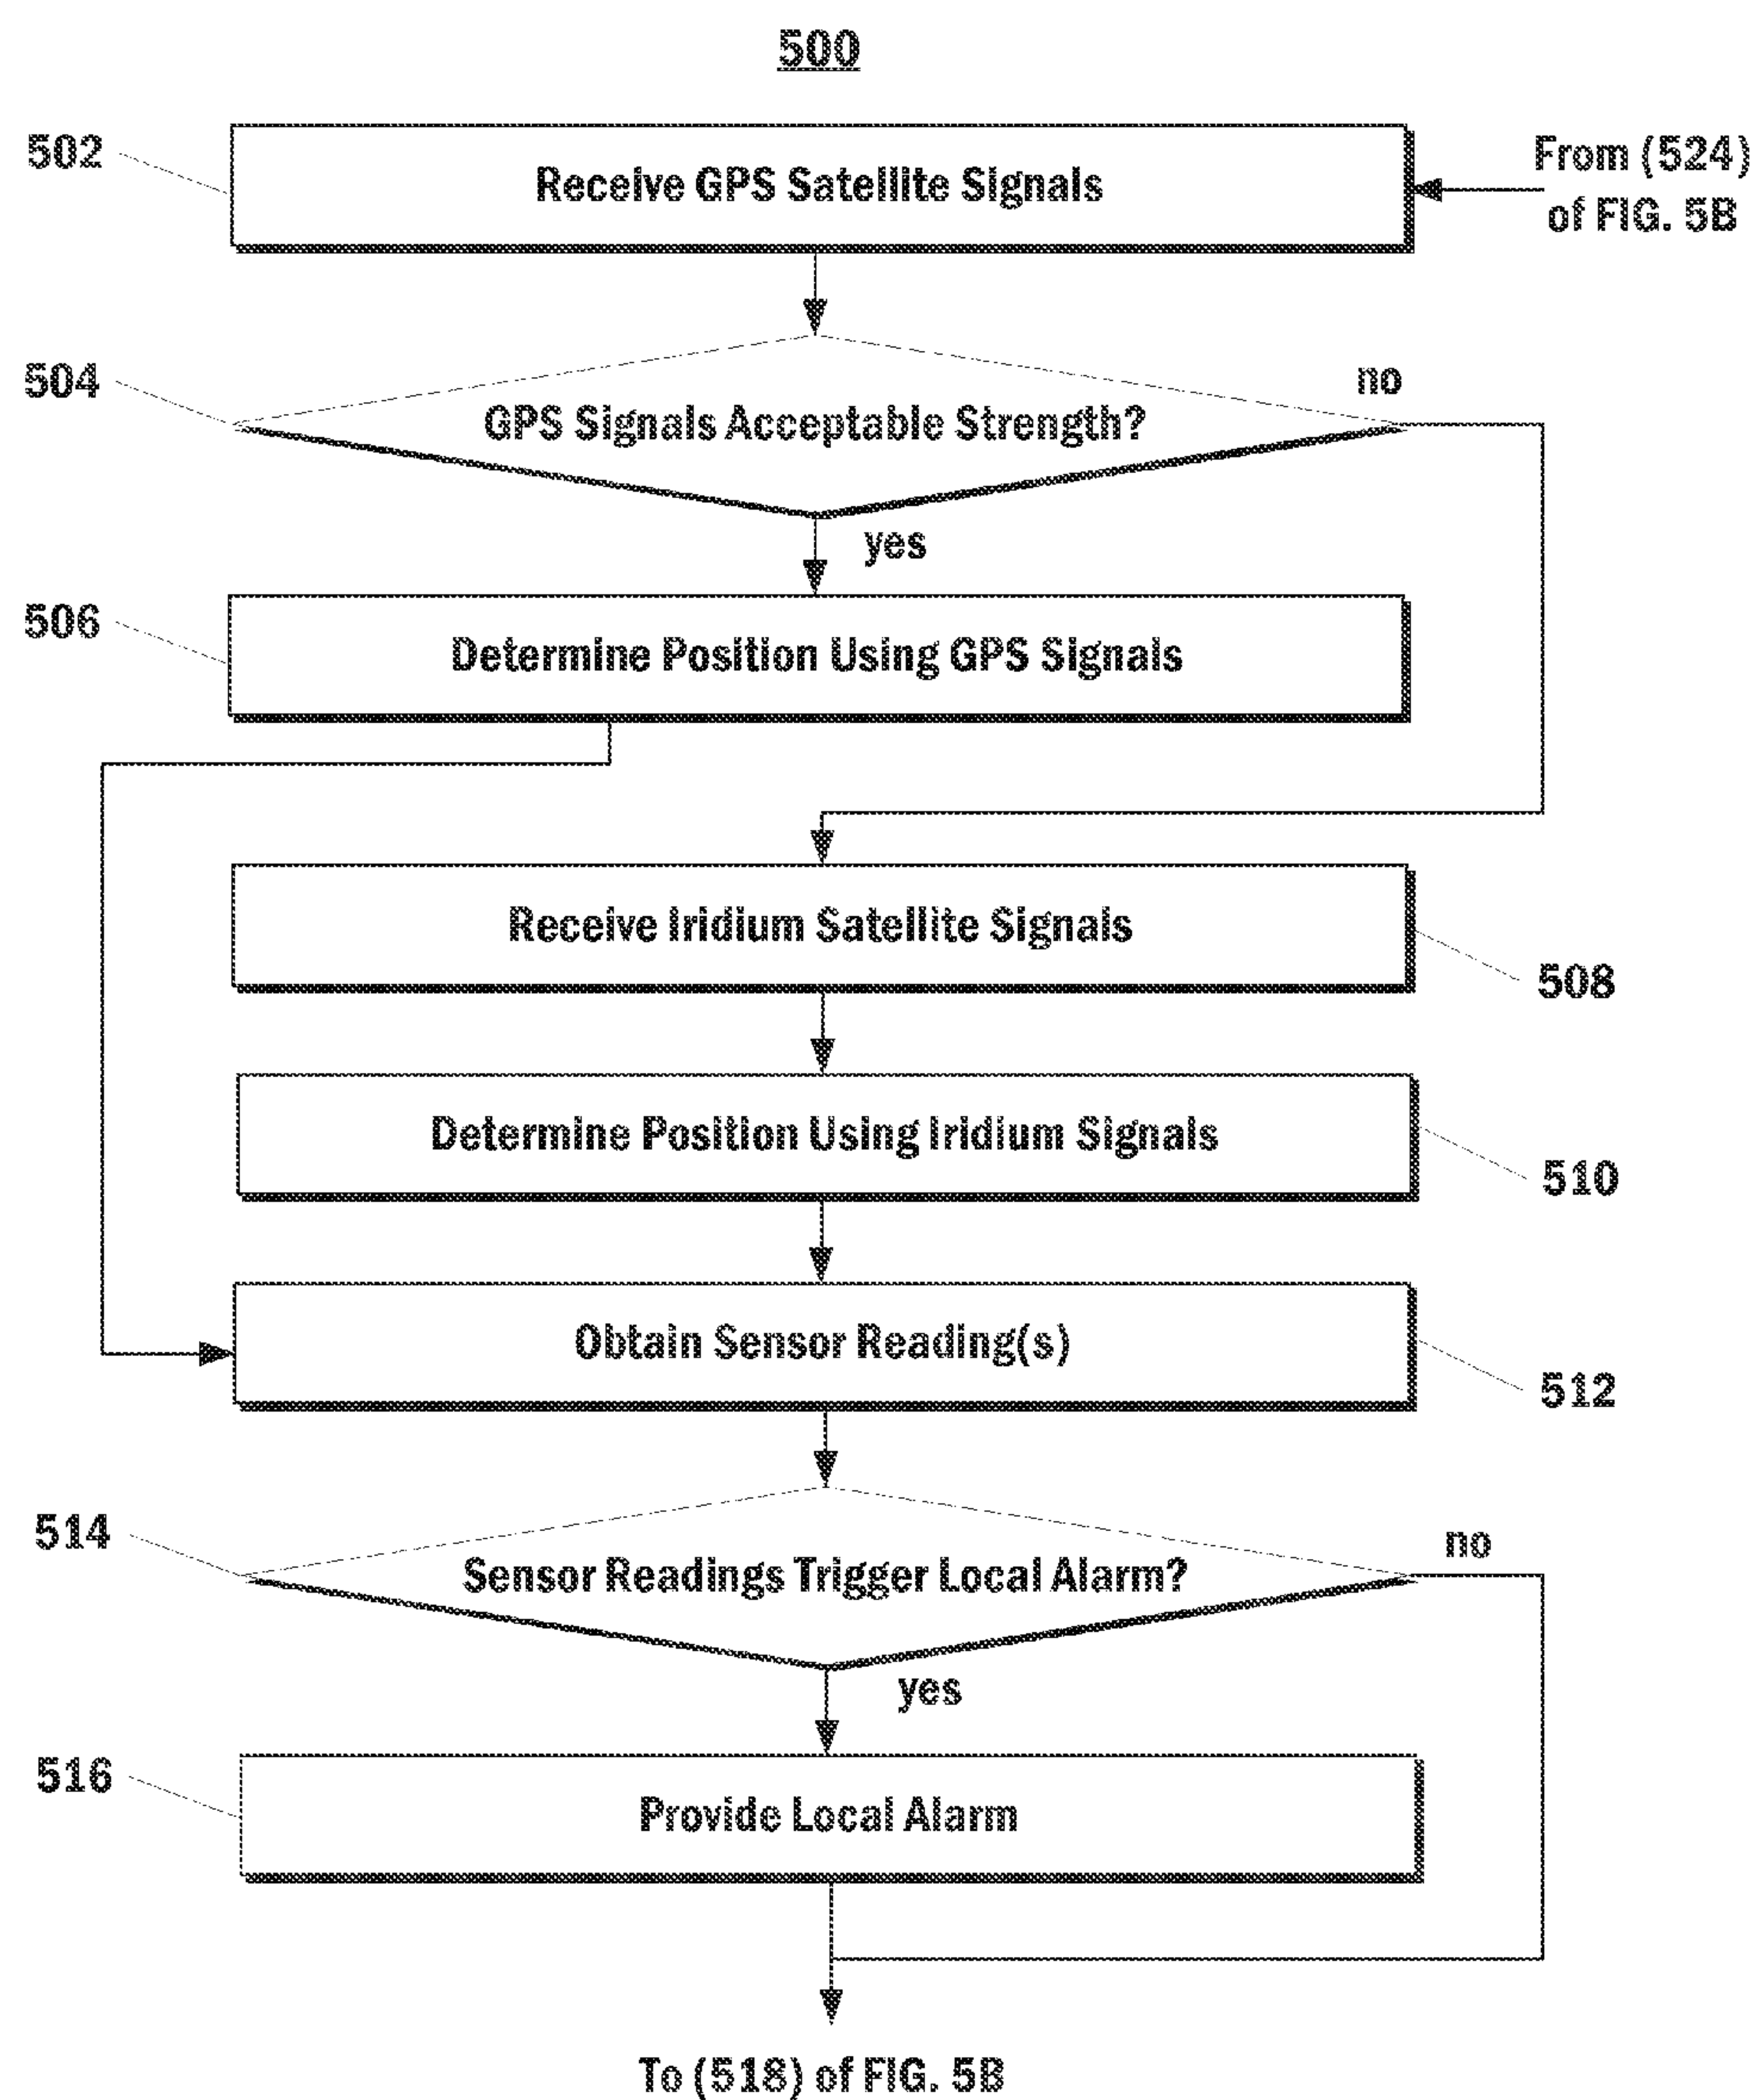 500
502
Receive GPS Satellite Signals
From (524)
of FIG. 5B
504
GPS Signals Acceptable Strength?
no
yes
506
Determine Position Using GPS Signals
Receive Iridium Satellite Signals
508
Determine Position Using Iridium Signals
510
Obtain Sensor Reading(s)
512
514
Sensor Readings Trigger Local Alarm?
no
yes
516
Provide Local Alarm
To (518) of FIG. 5B